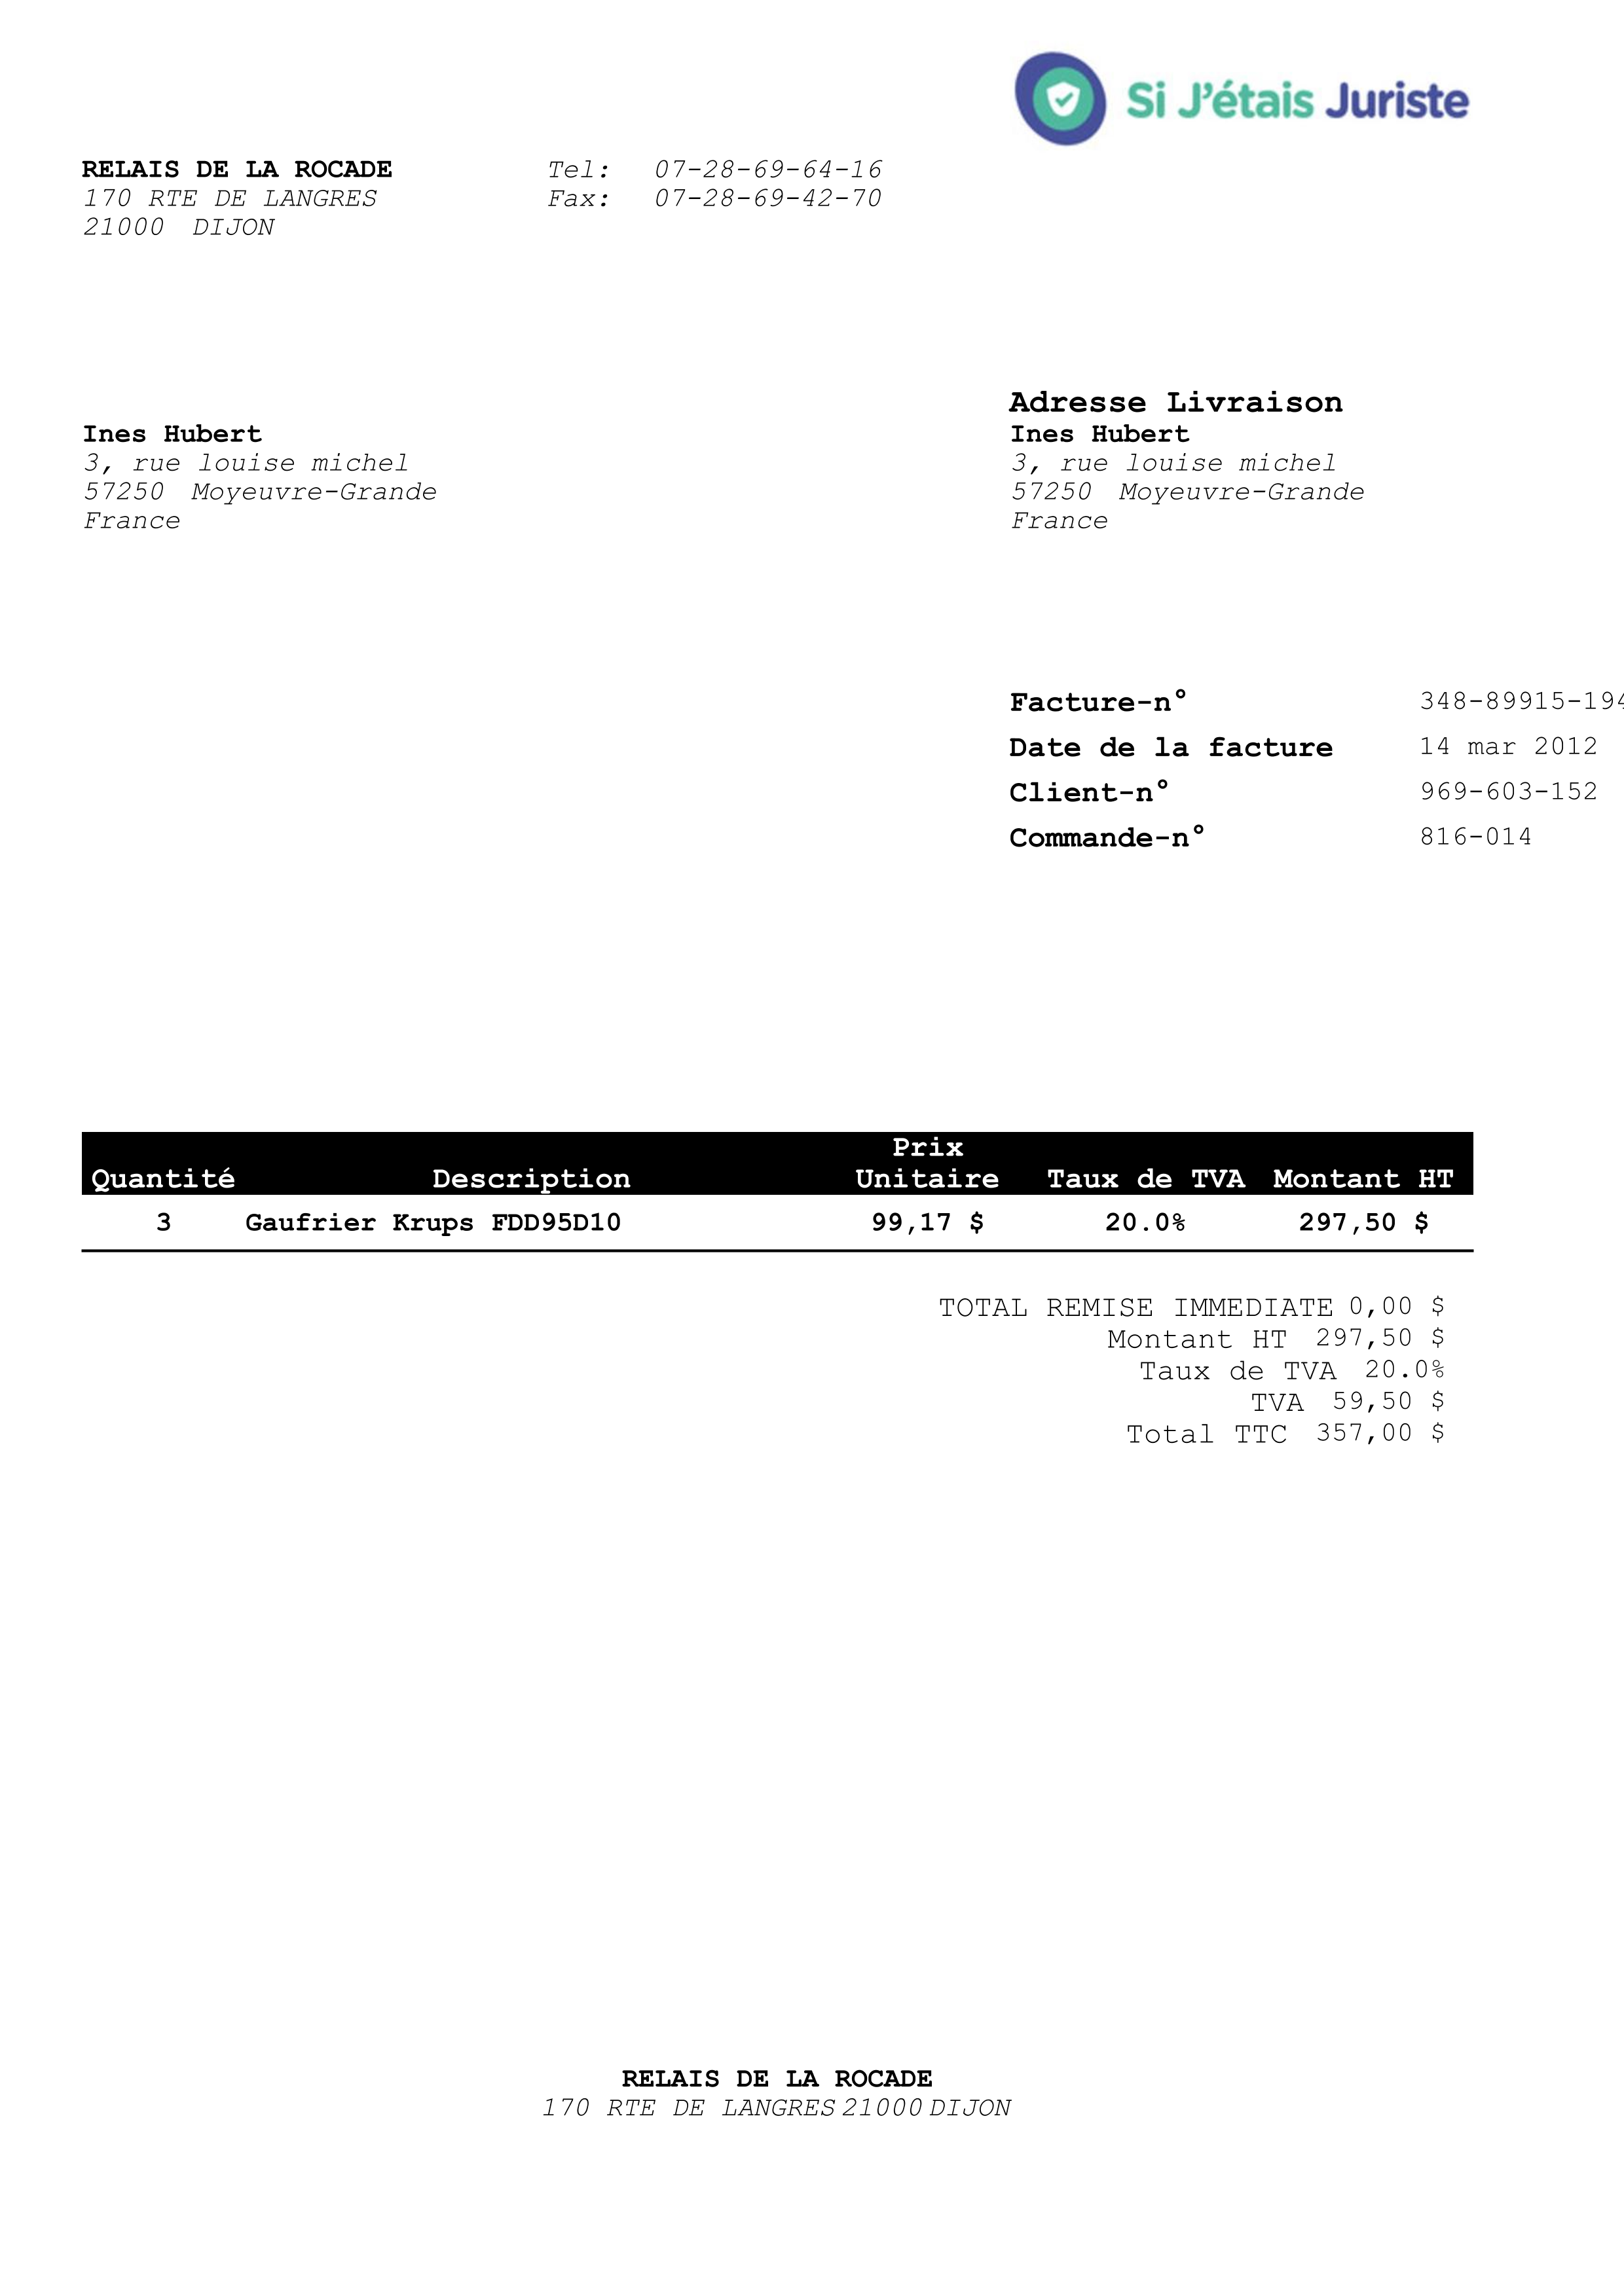 Si J'étais Juriste
RELAIS DE LA ROCADE
170 RTE DE LANGRES
21000 DIJON
Tel: 07-28-69-64-16
Fax: 07-28-69-42-70
Ines Hubert
3, rue louise michel
57250 Moyeuvre-Grande
France
Adresse Livraison
Ines Hubert
3, rue louise michel
57250 Moyeuvre-Grande
France
Facture-n° 348-89915-194
Date de la facture 14 mar 2012
Client-n° 969-603-152
Commande-n° 816-014
Quantité Description Prix Unitaire Taux de TVA Montant HT
3 Gaufrier Krups FDD95D10 99,17 $ 20.0% 297,50 $
TOTAL REMISE IMMEDIATE 0,00 $
Montant HT 297,50 $
Taux de TVA 20.0%
TVA 59,50 $
Total TTC 357,00 $
RELAIS DE LA ROCADE
170 RTE DE LANGRES 21000 DIJON